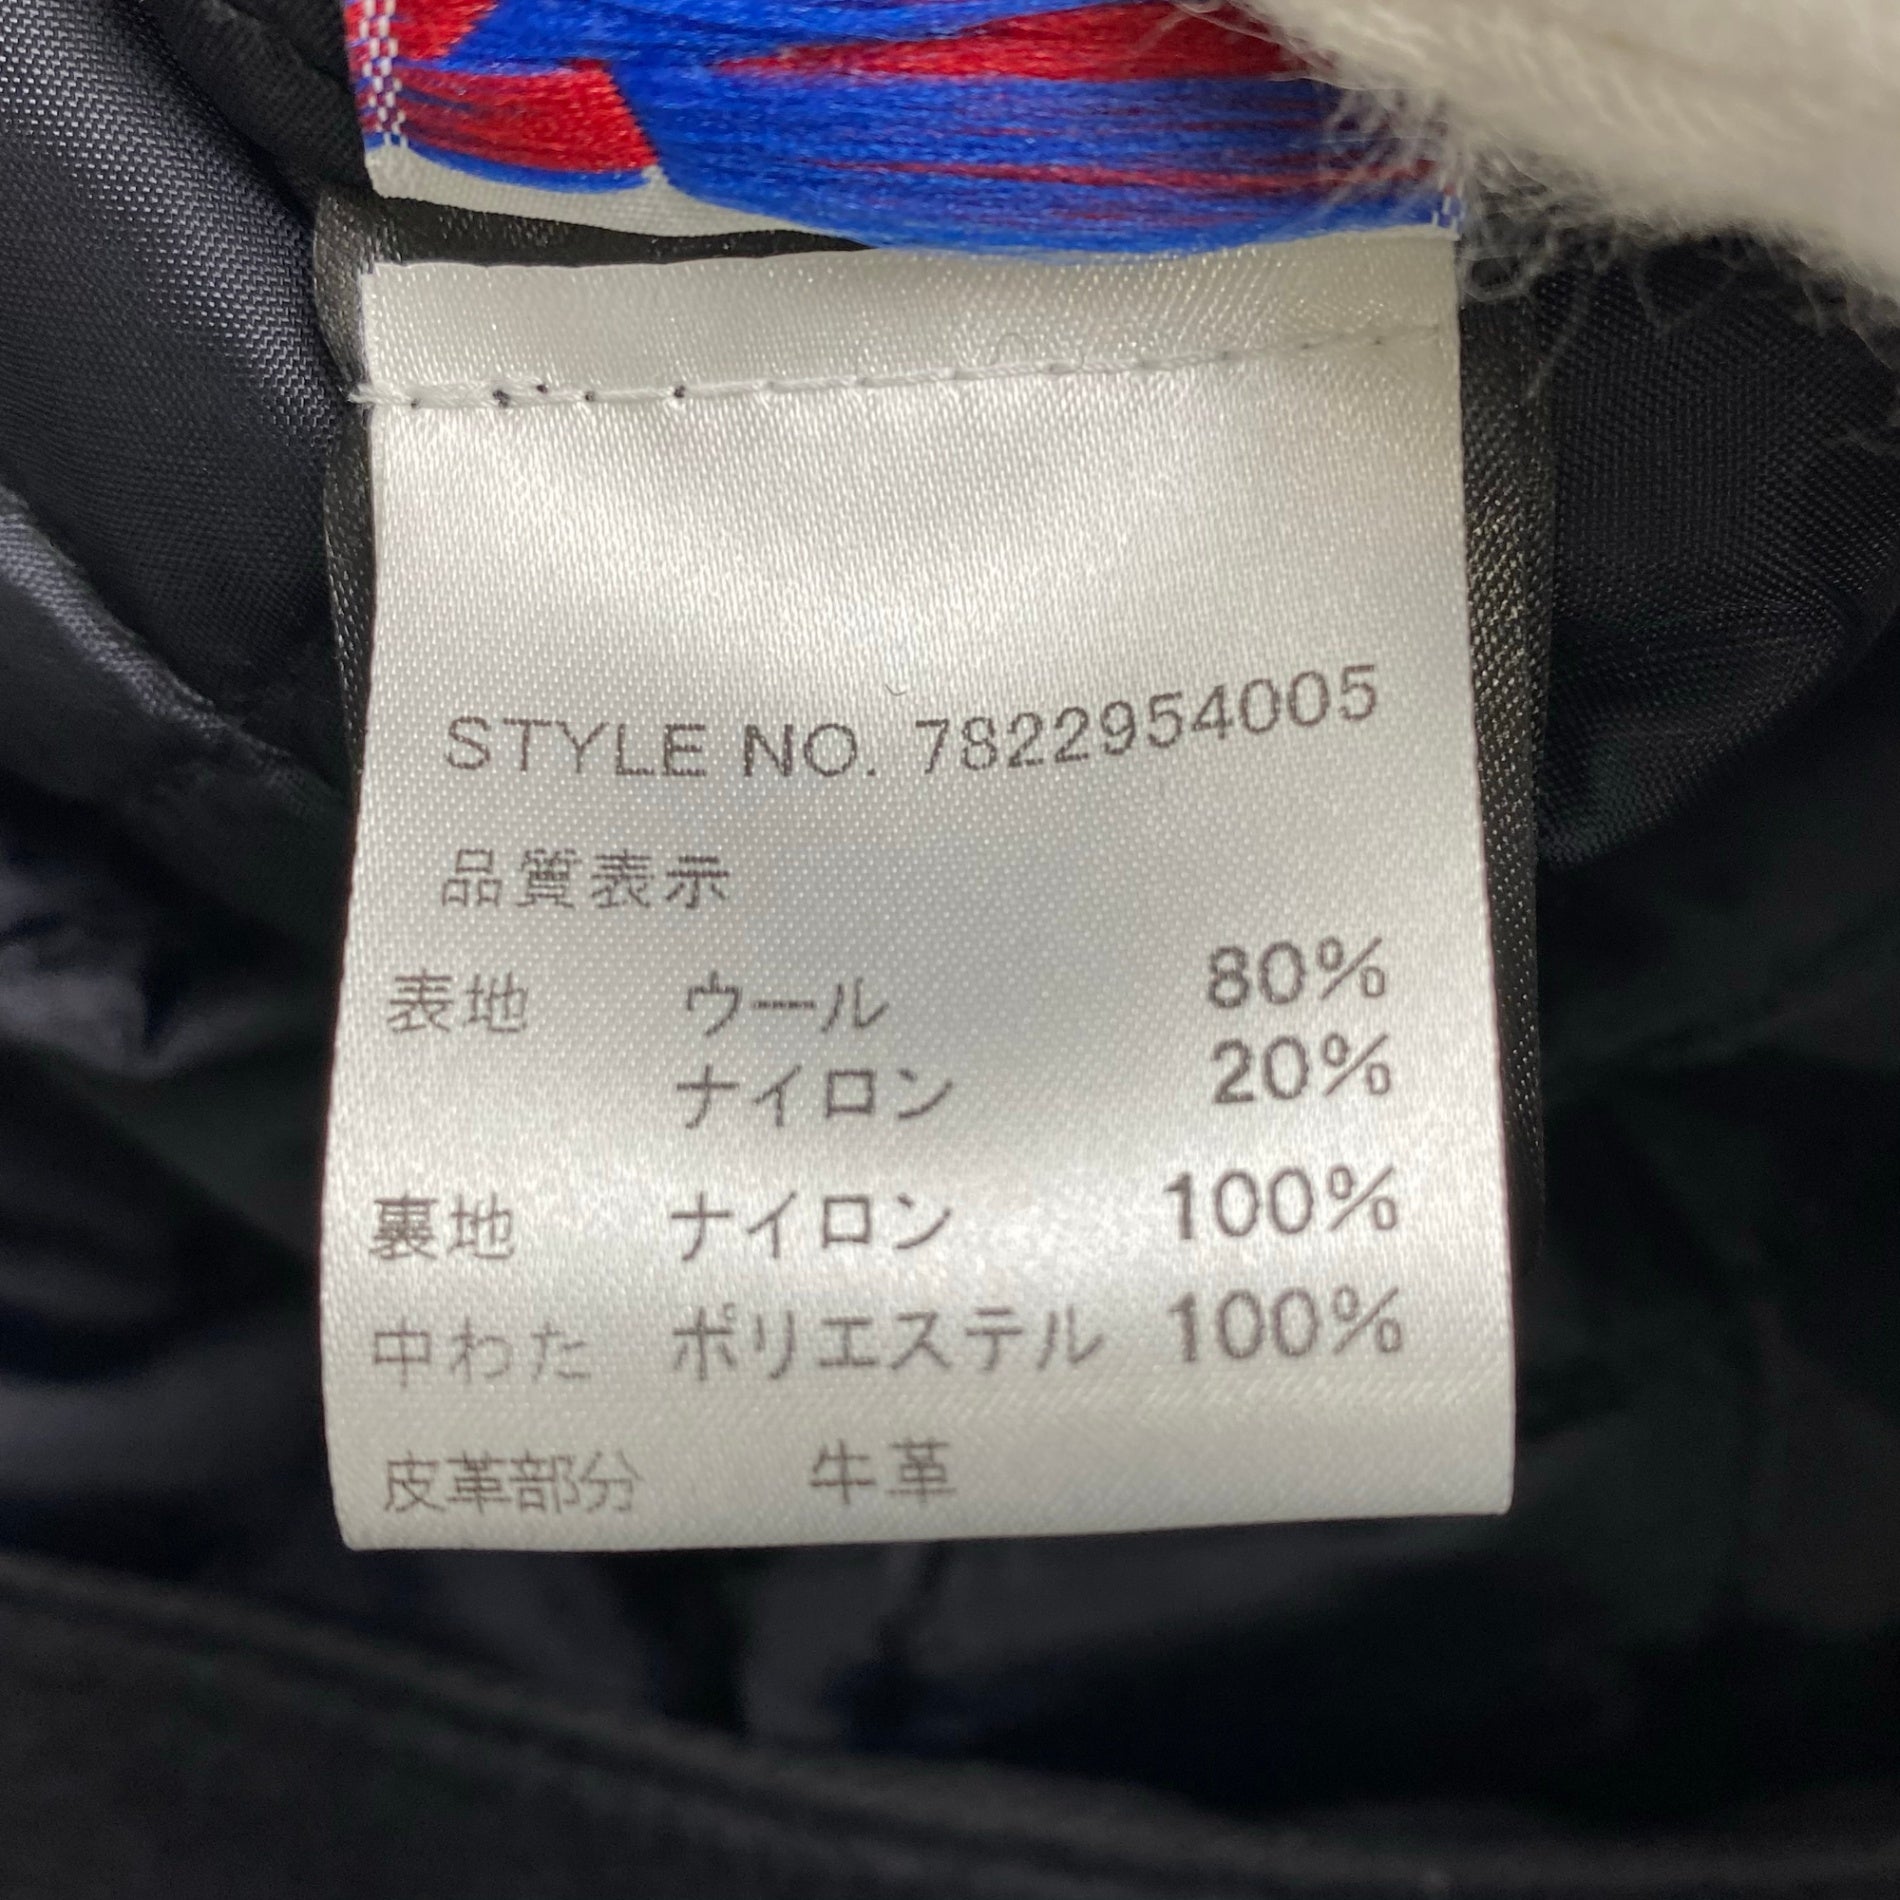 STYLE NO. 7822954005
品質表示
表地 ウール 80%
ナイロン 20%
裏地 ナイロン 100%
中わた ポリエステル 100%
皮革部分 牛革